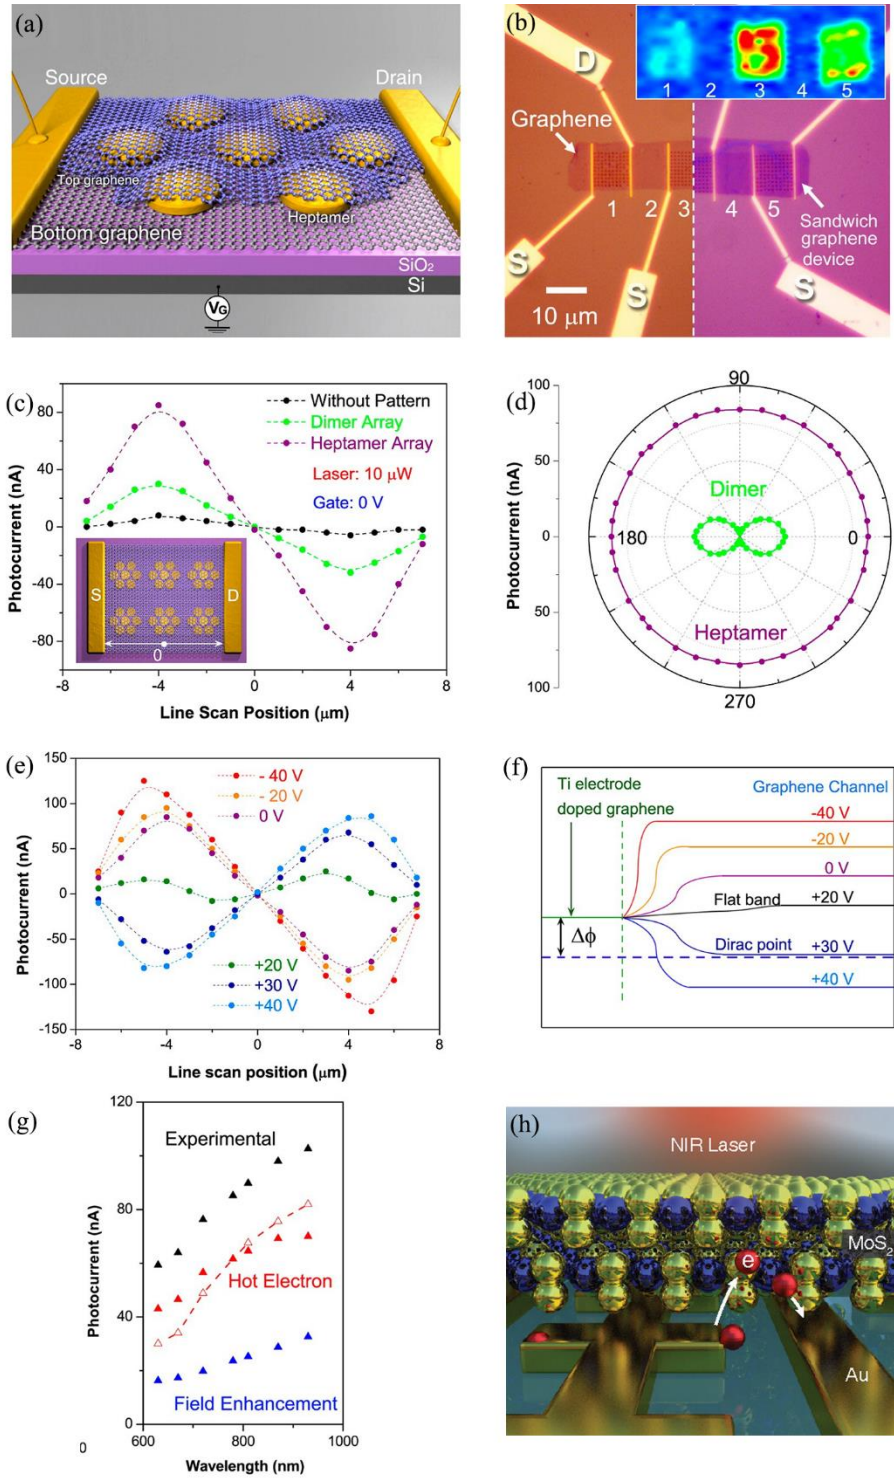 (a)
Source
Drain
Top graphene
Heptamer
Bottom graphene
SiO₂
Si
VG
(b)
D
1 2 3 4 5
Graphene
1 2 3 4 5
Sandwich
graphene
device
S
S
S
10 μm
(c)
Photocurrent (nA)
80
40
0
-40
-80
Without Pattern
Dimer Array
Heptamer Array
Laser: 10 μW
Gate: 0 V
S
D
0
-8 -4 0 4 8
Line Scan Position (μm)
(d)
Photocurrent (nA)
100
50
0
50
100
90
180
0
270
Dimer
Heptamer
(e)
Photocurrent (nA)
150
100
50
0
-50
-100
-150
- 40 V
- 20 V
0 V
+20 V
+30 V
+40 V
-8 -4 0 4 8
Line scan position (μm)
(f)
Ti electrode
doped graphene
Graphene Channel
-40 V
-20 V
0 V
Flat band
+20 V
Δϕ
Dirac point
+30 V
+40 V
(g)
Photocurrent (nA)
120
80
40
0
0
Experimental
Hot Electron
Field Enhancement
600 800 1000
Wavelength (nm)
(h)
NIR Laser
MoS₂
e
Au